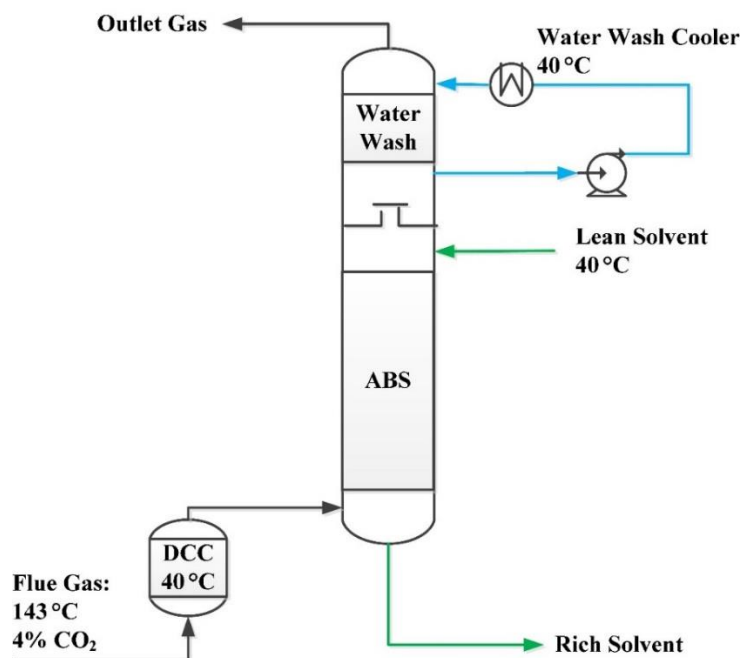 Outlet Gas
Water Wash Cooler
40 °C
Water
Wash
Lean Solvent
40 °C
ABS
DCC
40 °C
Flue Gas:
143 °C
4% CO₂
Rich Solvent